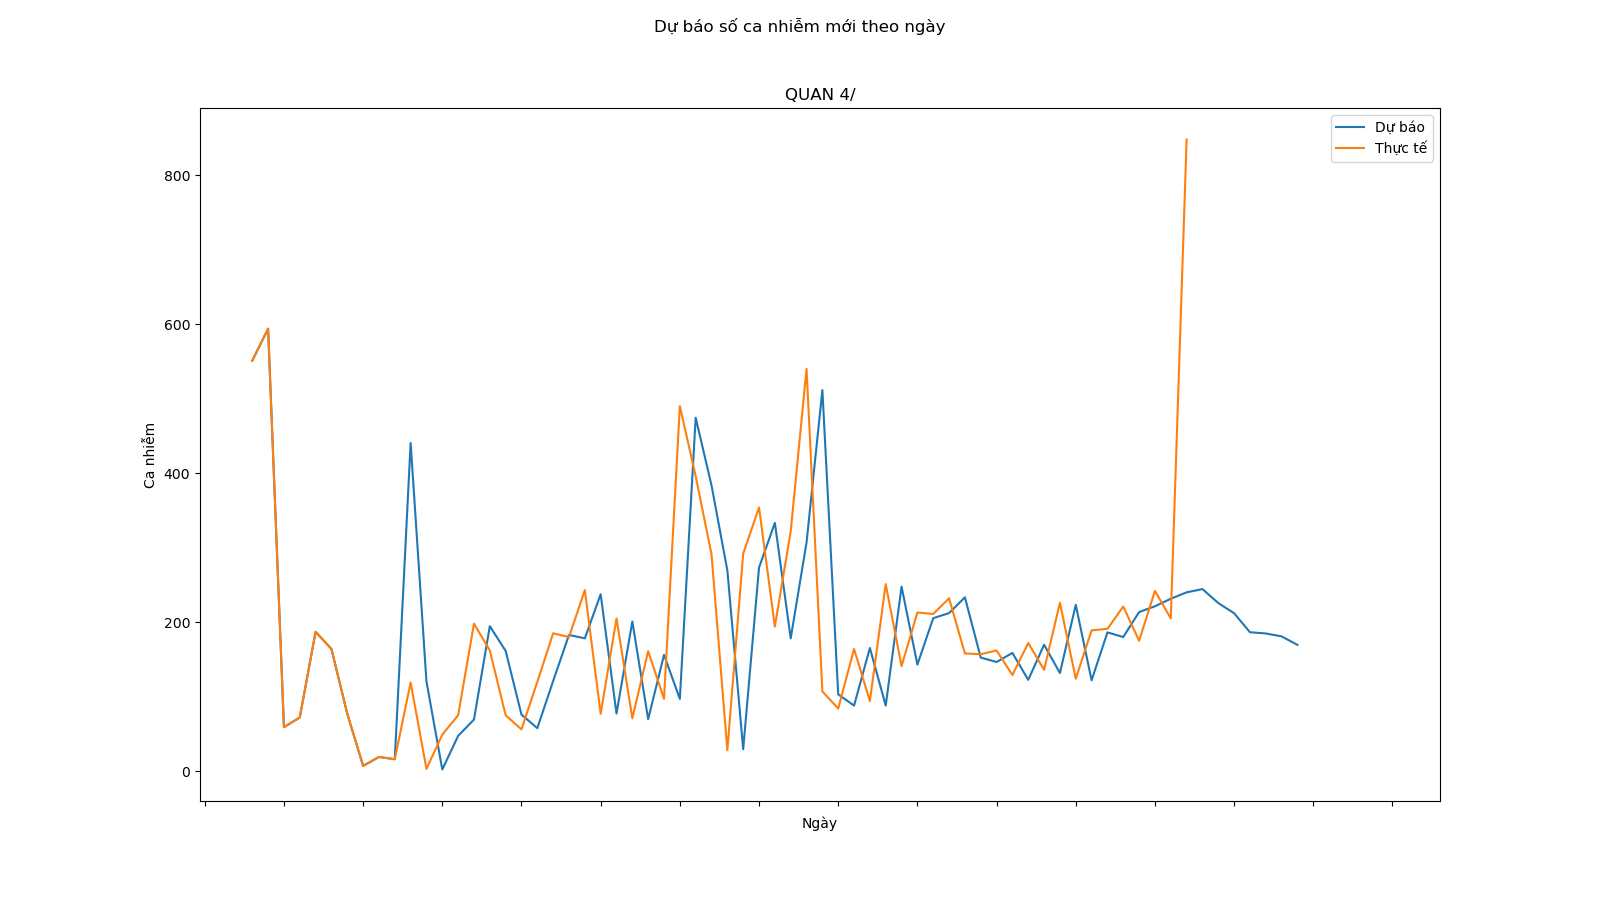 Dự báo số ca nhiễm mới theo ngày
QUAN 4/
Dự báo
Thực tế
800
600
400
200
0
Ca nhiễm
Ngày